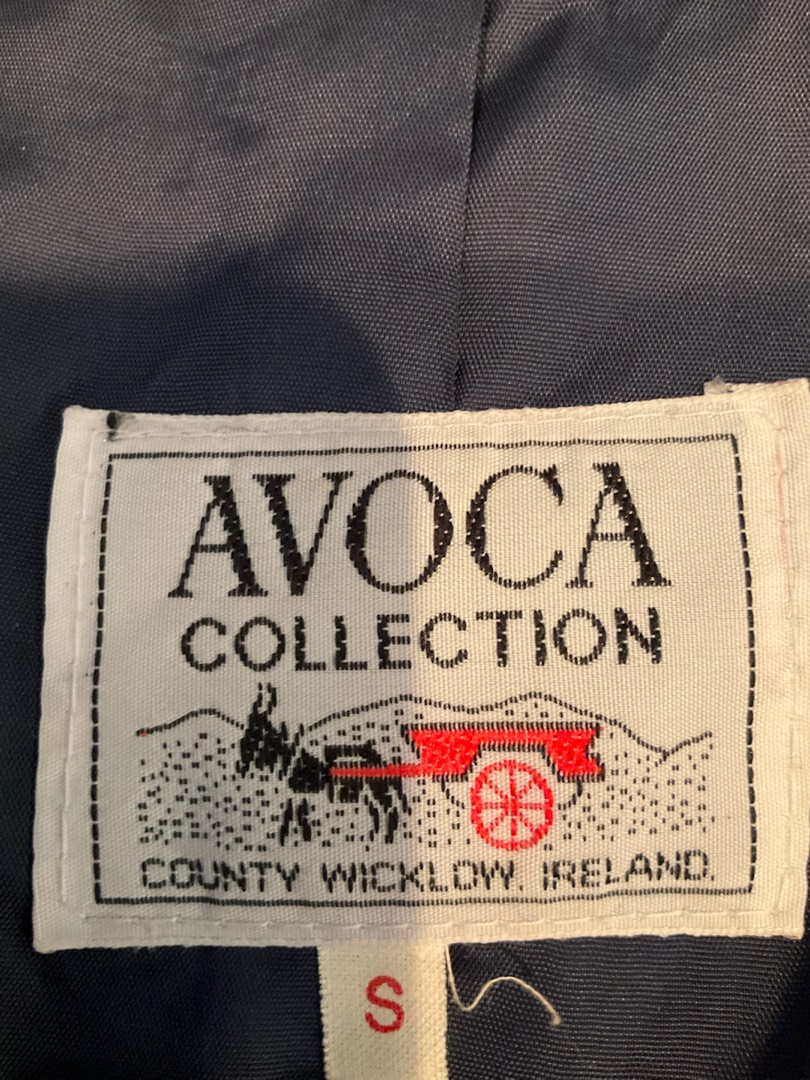 AVOCA
COLLECTION
COUNTY WICKLOW. IRELAND.
S